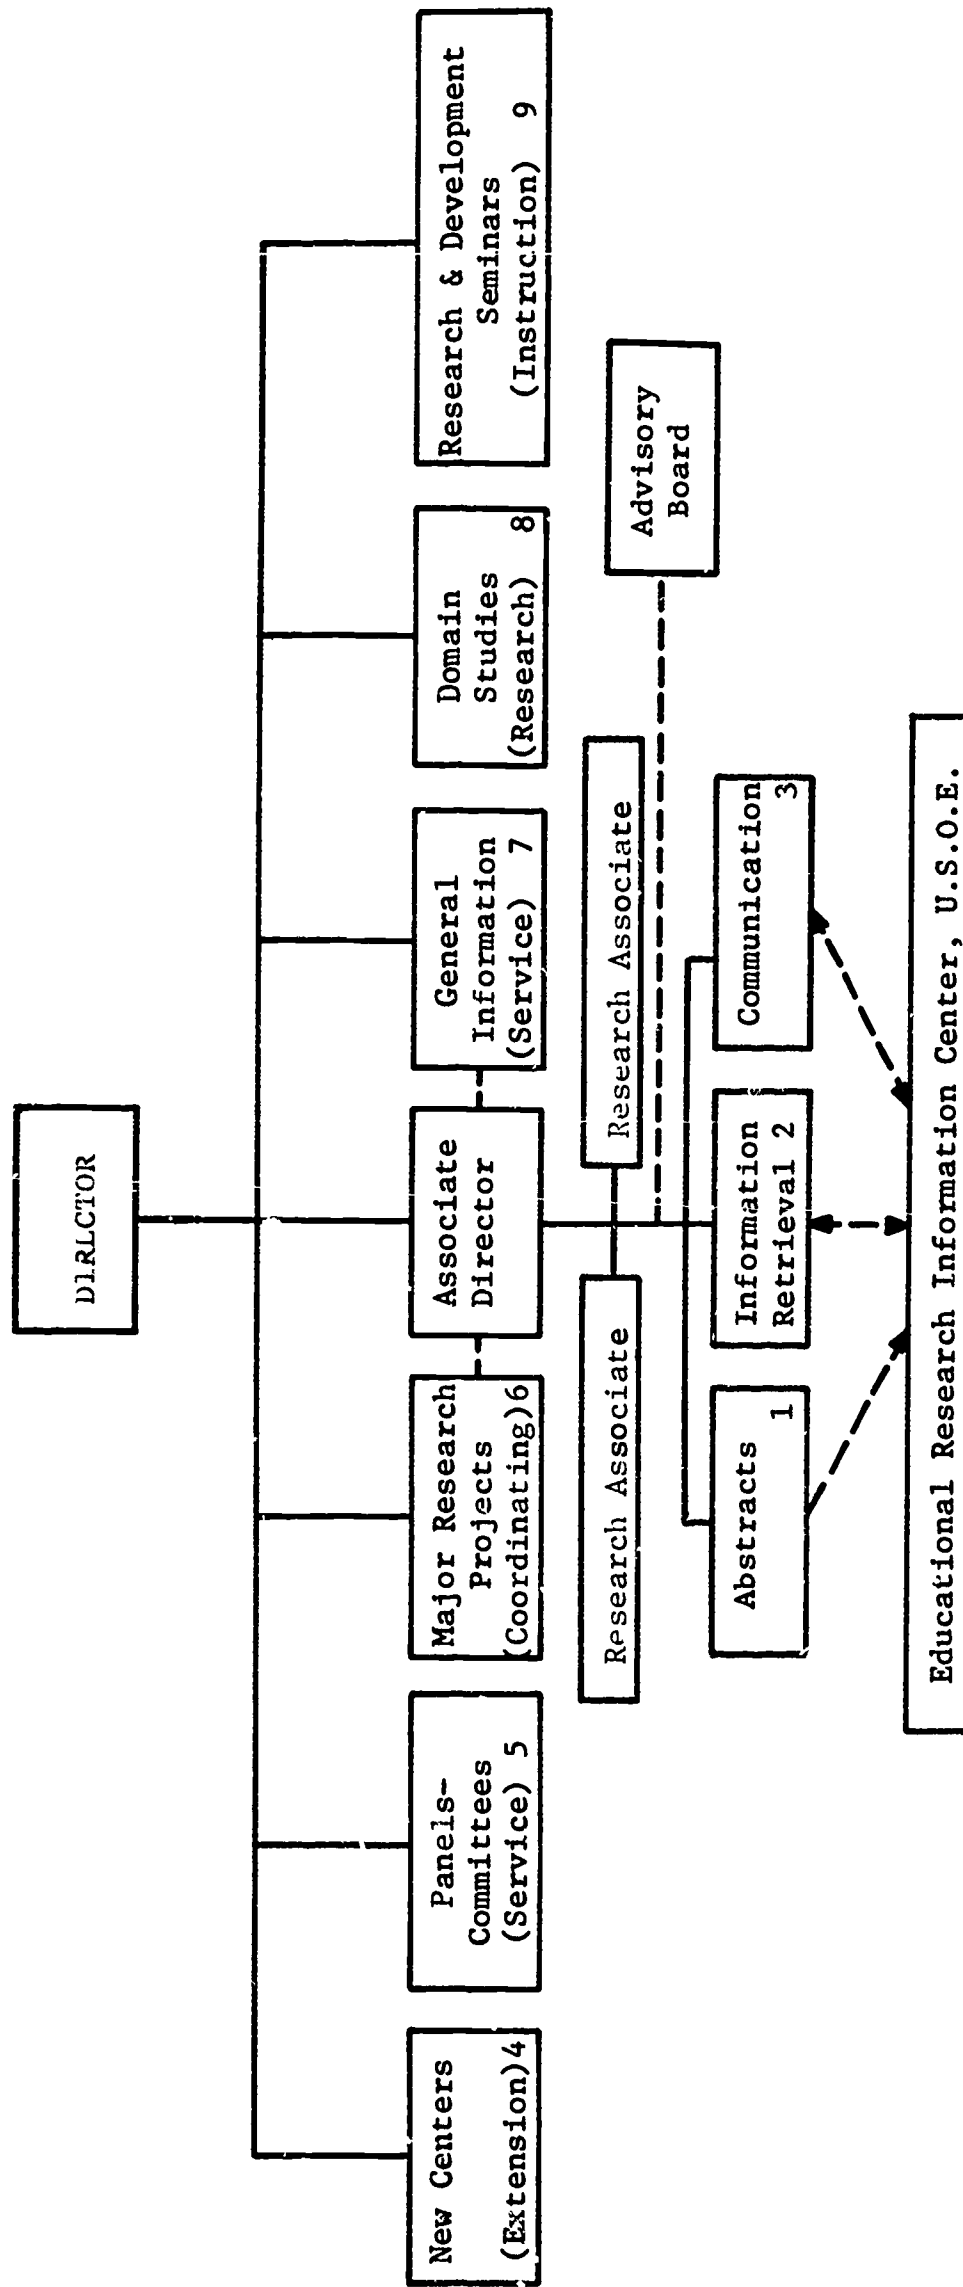 DIRECTOR
New Centers
(Extension)4
Panels-
Committees
(Service) 5
Major Research
Projects
(Coordinating)6
Associate
Director
General
Information
(Service) 7
Domain
Studies
(Research) 8
Research & Development
Seminars
(Instruction) 9
Research Associate
Research Associate
Advisory
Board
Abstracts
1
Information
Retrieval 2
Communication
3
Educational Research Information Center, U.S.O.E.